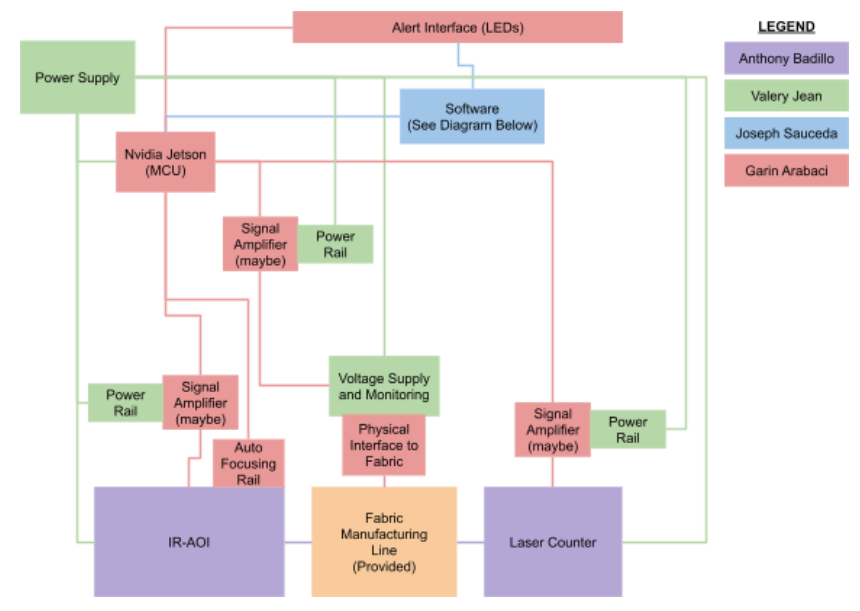 Alert Interface (LEDs)
LEGEND
Anthony Badillo
Valery Jean
Joseph Sauceda
Garin Arabaci
Power Supply
Software
(See Diagram Below)
Nvidia Jetson
(MCU)
Signal
Amplifier
(maybe)
Power
Rail
Voltage Supply
and Monitoring
Power
Rail
Signal
Amplifier
(maybe)
Auto
Focusing
Rail
Physical
Interface to
Fabric
Signal
Amplifier
(maybe)
Power
Rail
IR-AOI
Fabric
Manufacturing
Line
(Provided)
Laser Counter